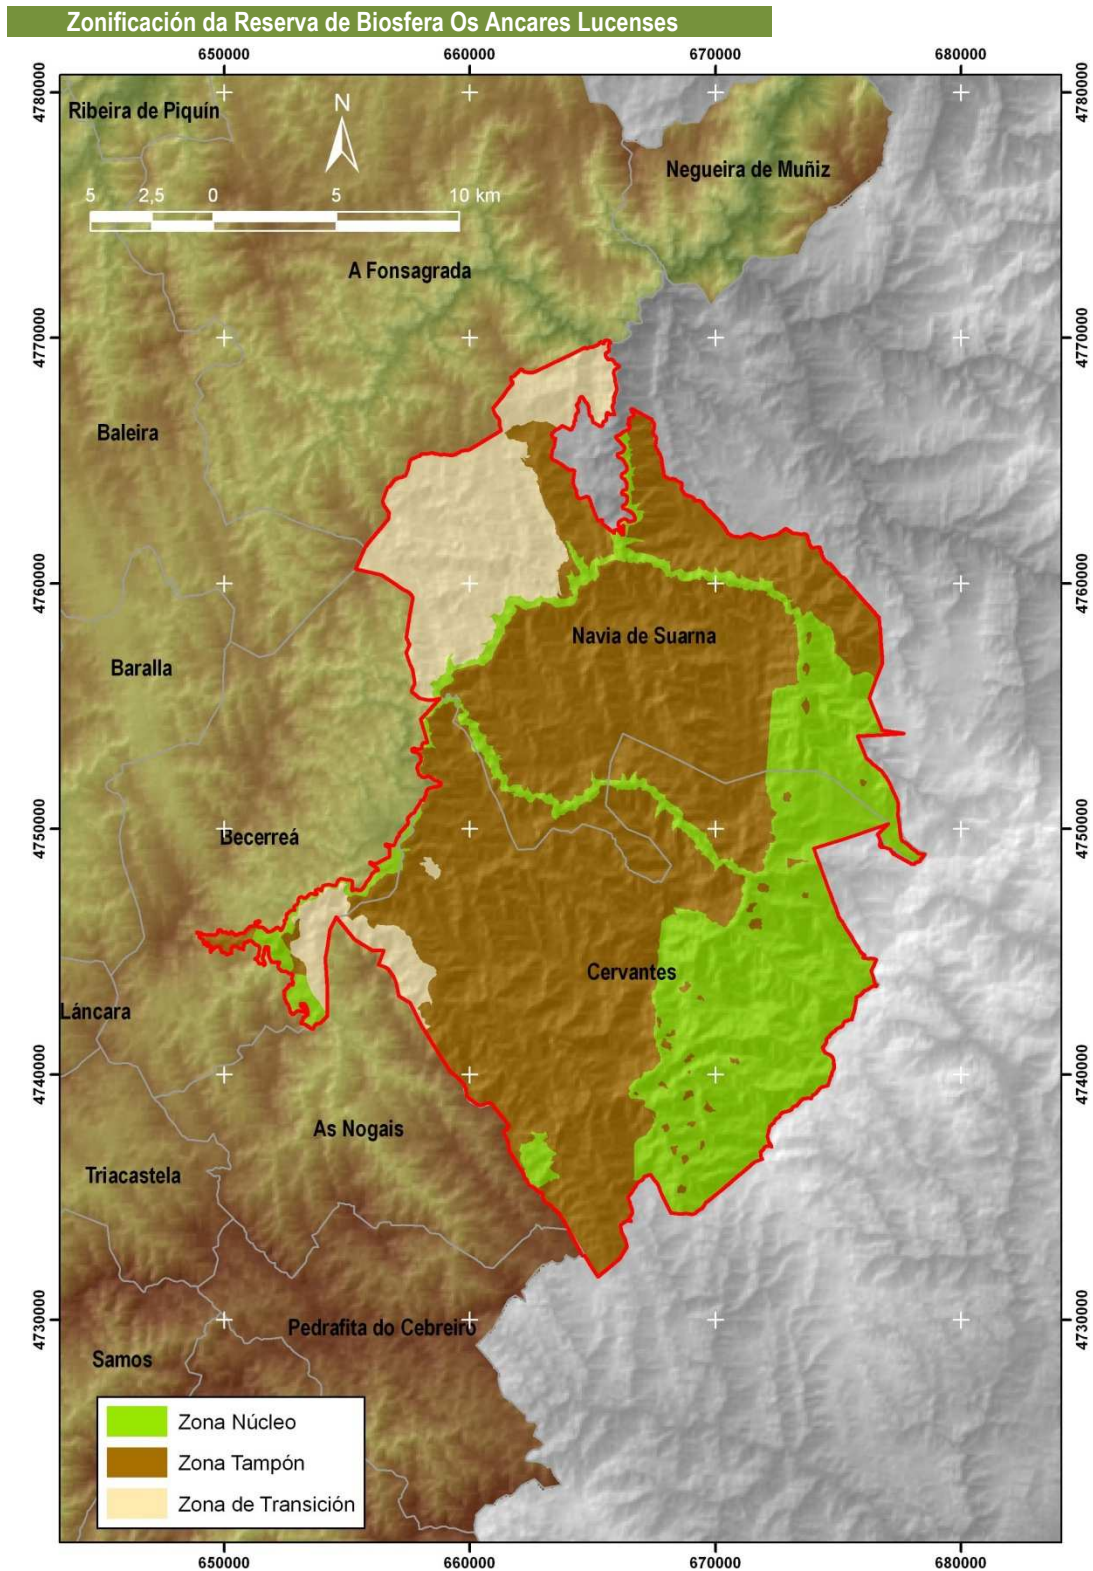 Zonificación da Reserva de Biosfera Os Ancares Lucenses
650000 660000 670000 680000
4780000 4780000
Ribeira de Piquín
N
Negueira de Muñiz
5 2,5 0 5 10 km
A Fonsagrada
4770000 4770000
Baleira
4760000 4760000
Navia de Suarna
Baralla
4750000 4750000
Becerreá
Cervantes
Láncara
4740000 4740000
As Nogais
Triacastela
4730000 4730000
Pedrafita do Cebreiro
Samos
Zona Núcleo
Zona Tampón
Zona de Transición
650000 660000 670000 680000